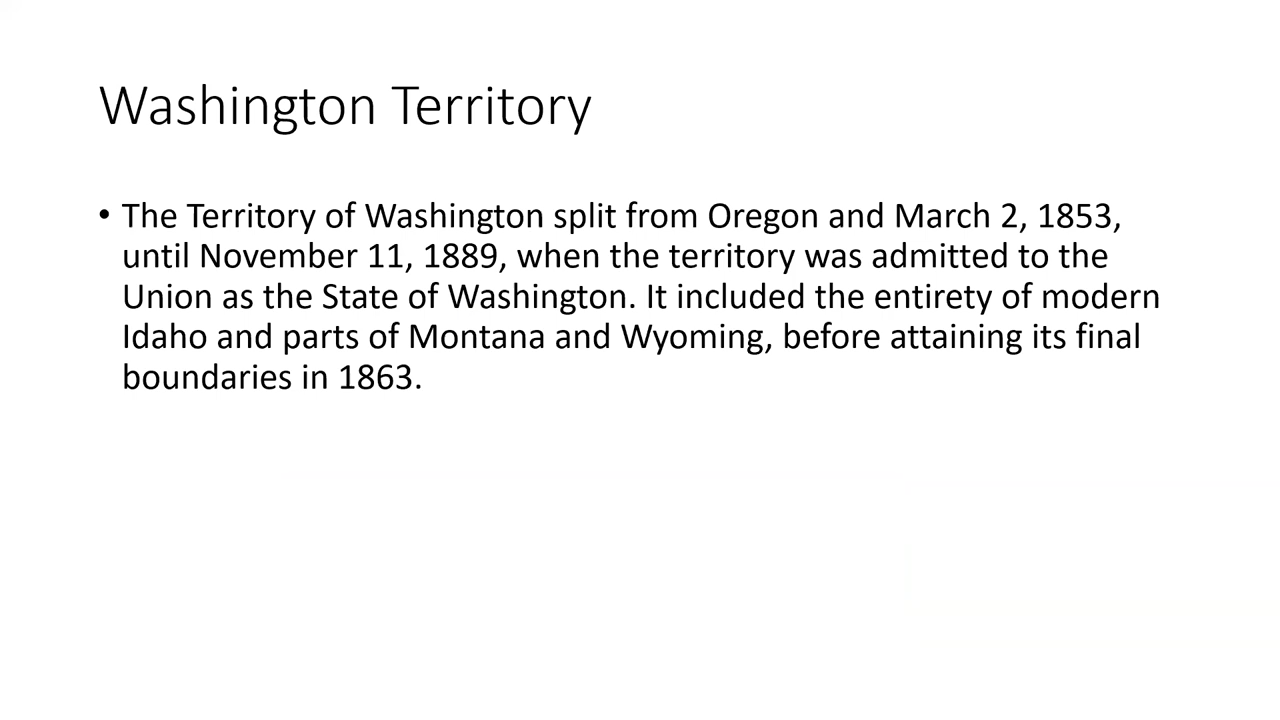 Washington Territory
• The Territory of Washington split from Oregon and March 2, 1853,
until November 11, 1889, when the territory was admitted to the
Union as the State of Washington. It included the entirety of modern
Idaho and parts of Montana and Wyoming, before attaining its final
boundaries in 1863.